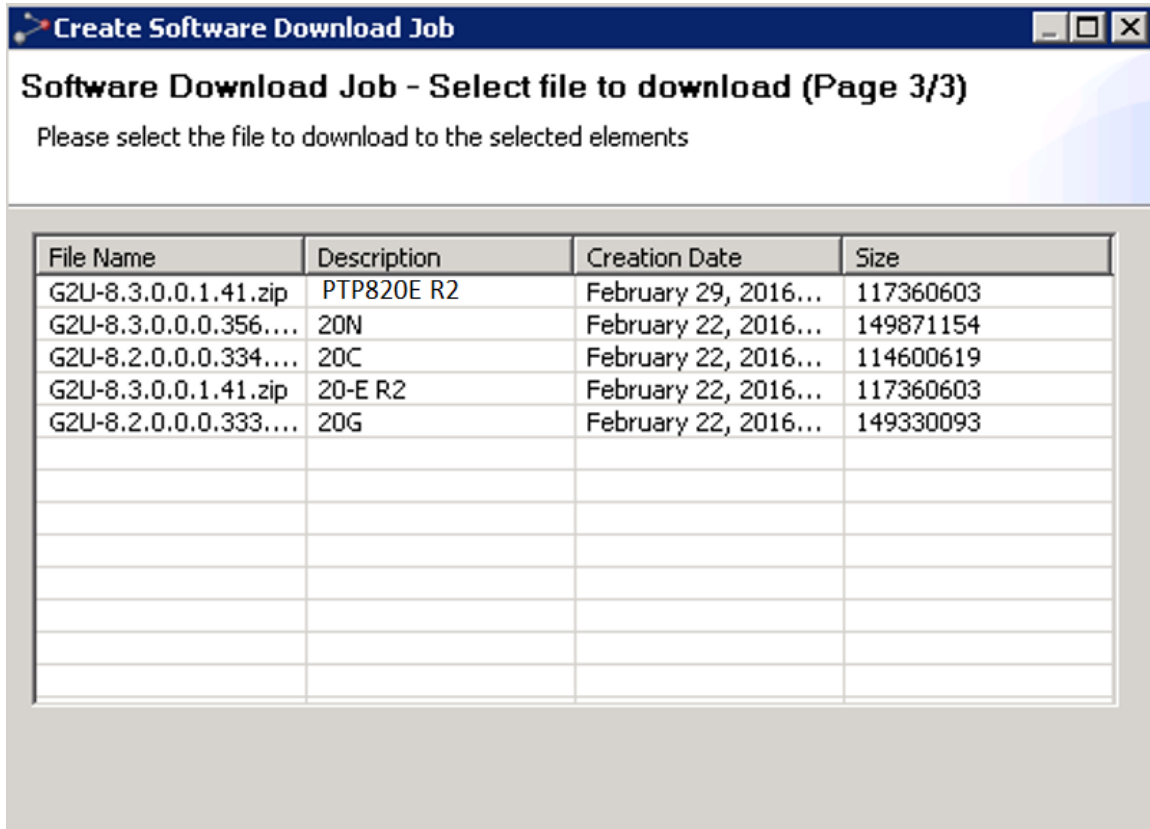 Create Software Download Job
Software Download Job - Select file to download (Page 3/3)
Please select the file to download to the selected elements
File Name Description Creation Date Size
G2U-8.3.0.0.1.41.zip PTP820E R2 February 29, 2016... 117360603
G2U-8.3.0.0.0.356.... 20N February 22, 2016... 149871154
G2U-8.2.0.0.0.334.... 20C February 22, 2016... 114600619
G2U-8.3.0.0.1.41.zip 20-E R2 February 22, 2016... 117360603
G2U-8.2.0.0.0.333.... 20G February 22, 2016... 149330093